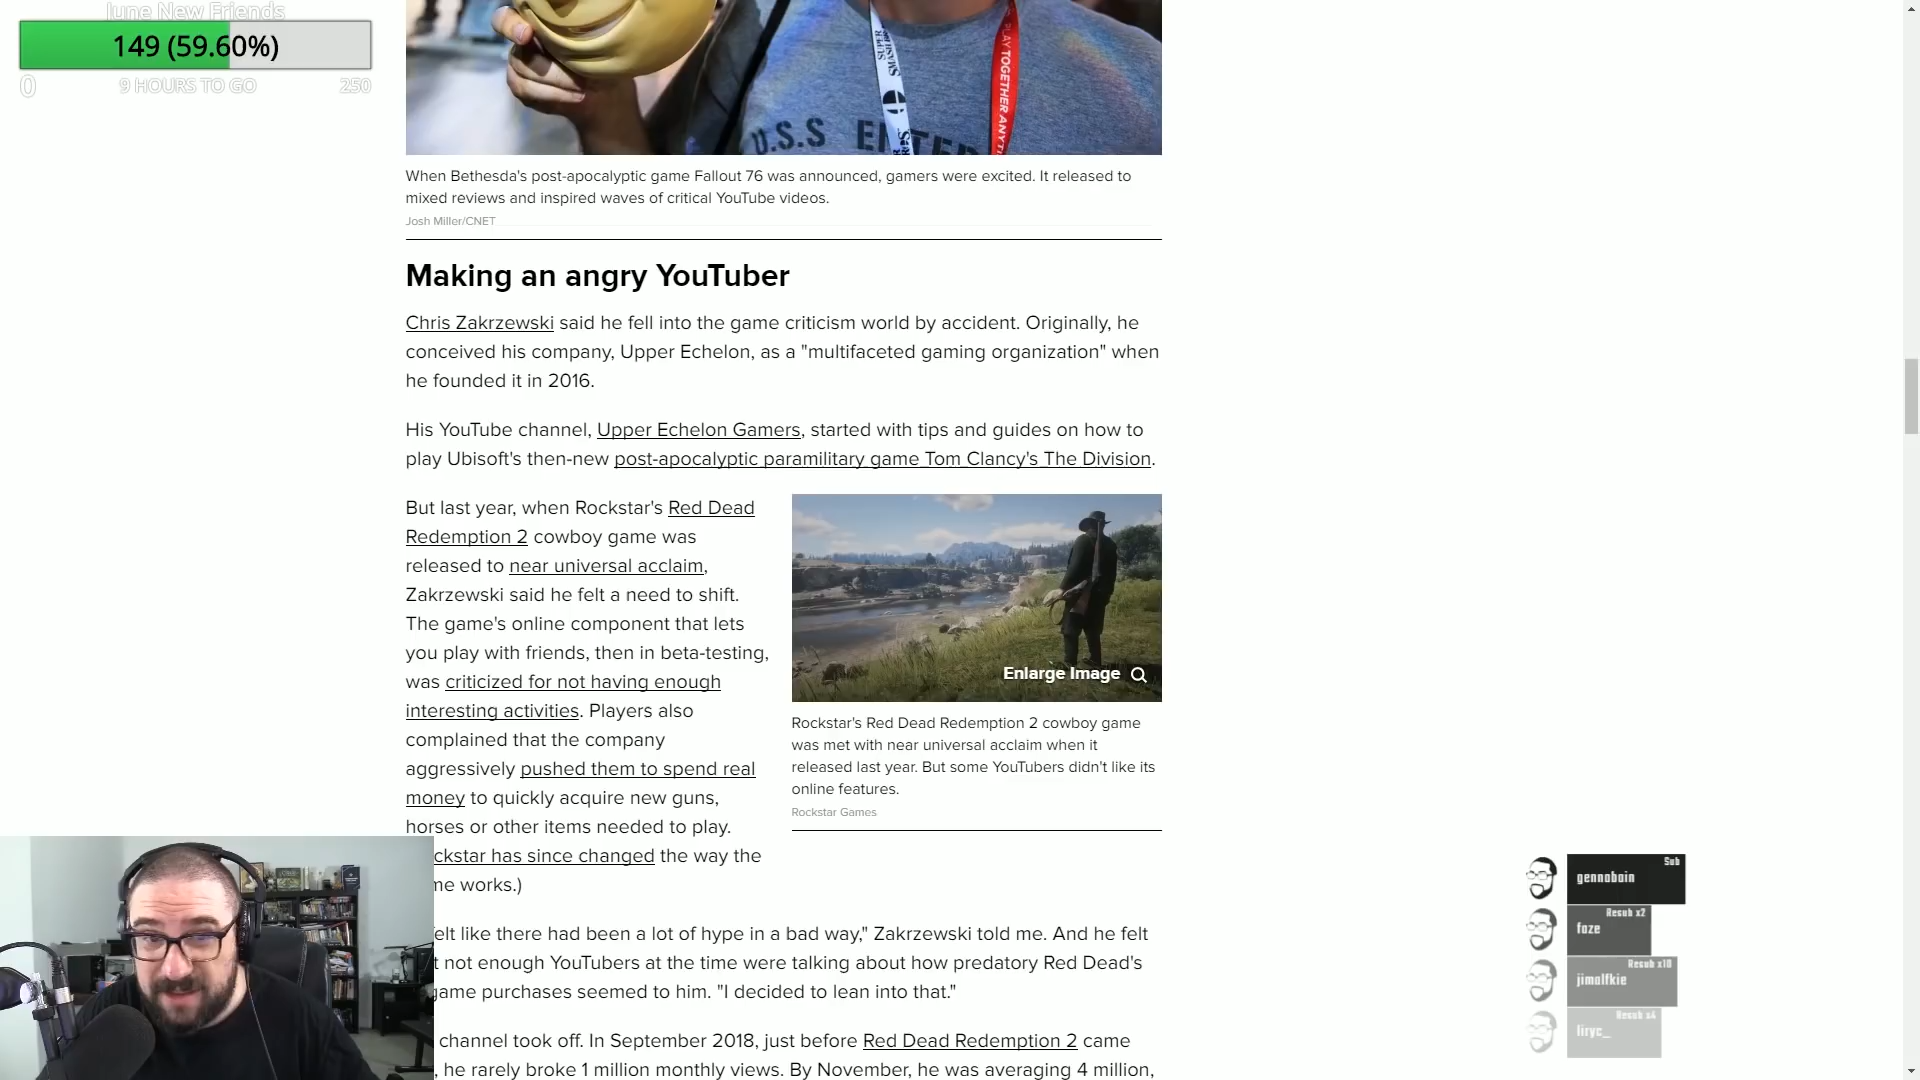 June New Friends
149 (59.60%)
0
9 HOURS TO GO
250
U.S.S
SUPER
SMASH
PLAY TOGETHER
When Bethesda's post-apocalyptic game Fallout 76 was announced, gamers were excited. It released to
mixed reviews and inspired waves of critical YouTube videos.
Josh Miller/CNET
Making an angry YouTuber
Chris Zakrzewski said he fell into the game criticism world by accident. Originally, he
conceived his company, Upper Echelon, as a "multifaceted gaming organization" when
he founded it in 2016.
His YouTube channel, Upper Echelon Gamers, started with tips and guides on how to
play Ubisoft's then-new post-apocalyptic paramilitary game Tom Clancy's The Division.
But last year, when Rockstar's Red Dead
Redemption 2 cowboy game was
released to near universal acclaim,
Zakrzewski said he felt a need to shift.
The game's online component that lets
you play with friends, then in beta-testing,
was criticized for not having enough
interesting activities. Players also
complained that the company
aggressively pushed them to spend real
money to quickly acquire new guns,
horses or other items needed to play.
ckstar has since changed the way the
me works.)
Enlarge Image
Rockstar's Red Dead Redemption 2 cowboy game
was met with near universal acclaim when it
released last year. But some YouTubers didn't like its
online features.
Rockstar Games
elt like there had been a lot of hype in a bad way," Zakrzewski told me. And he felt
t not enough YouTubers at the time were talking about how predatory Red Dead's
game purchases seemed to him. "I decided to lean into that."
channel took off. In September 2018, just before Red Dead Redemption 2 came
, he rarely broke 1 million monthly views. By November, he was averaging 4 million,
Sub
gennobain
Resub x2
faze
Resub x10
jimalfkie
Resub x4
liryc_